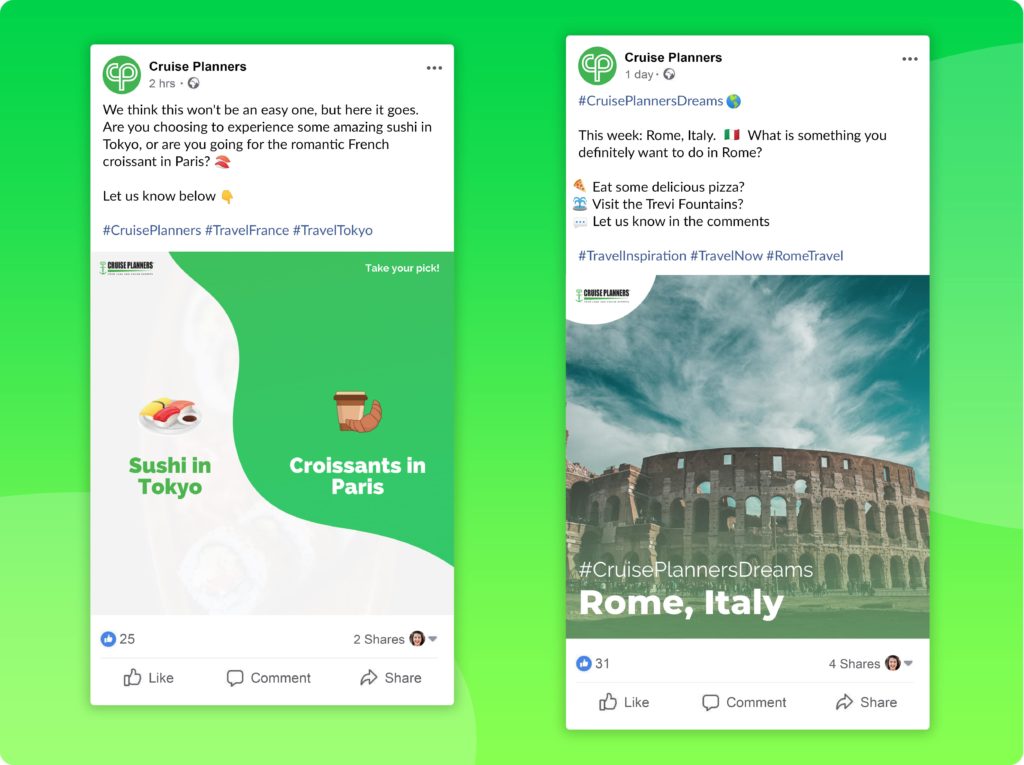 Cruise Planners
2 hrs ·
We think this won't be an easy one, but here it goes.
Are you choosing to experience some amazing sushi in
Tokyo, or are you going for the romantic French
croissant in Paris? 🍣
Let us know below 👇
#CruisePlanners #TravelFrance #TravelTokyo
CRUISE PLANNERS
Take your pick!
Sushi in
Tokyo
Croissants in
Paris
25
2 Shares
Like
Comment
Share
Cruise Planners
1 day ·
#CruisePlannersDreams 🌎
This week: Rome, Italy. 🇮🇹 What is something you
definitely want to do in Rome?
🍕 Eat some delicious pizza?
⛲ Visit the Trevi Fountains?
💬 Let us know in the comments
#TravelInspiration #TravelNow #RomeTravel
CRUISE PLANNERS
#CruisePlannersDreams
Rome, Italy
31
4 Shares
Like
Comment
Share